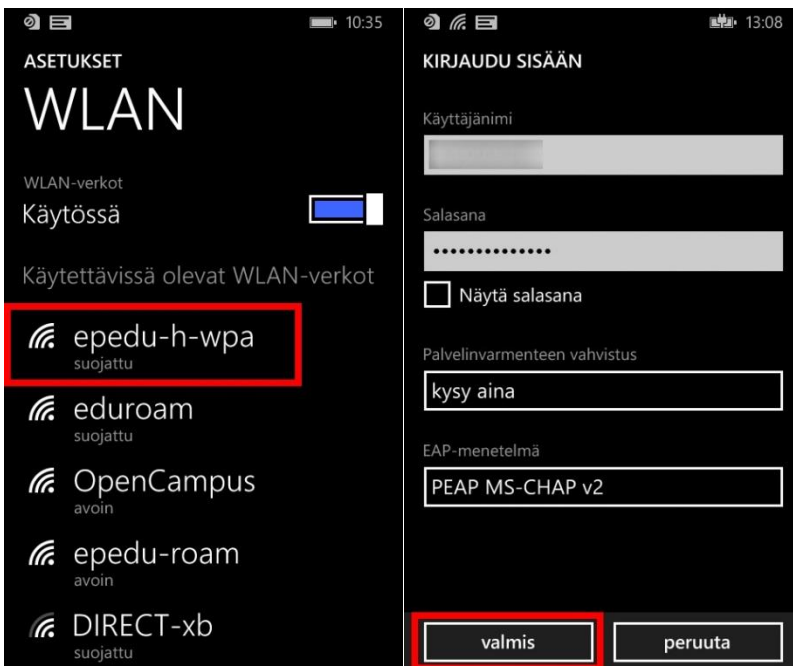 10:35
ASETUKSET
WLAN
WLAN-verkot
Käytössä
Käytettävissä olevat WLAN-verkot
epedu-h-wpa
suojattu
eduroam
suojattu
OpenCampus
avoin
epedu-roam
avoin
DIRECT-xb
suojattu
13:08
KIRJAUDU SISÄÄN
Käyttäjänimi
Salasana
••••••••••••••
Näytä salasana
Palvelinvarmenteen vahvistus
kysy aina
EAP-menetelmä
PEAP MS-CHAP v2
valmis
peruuta